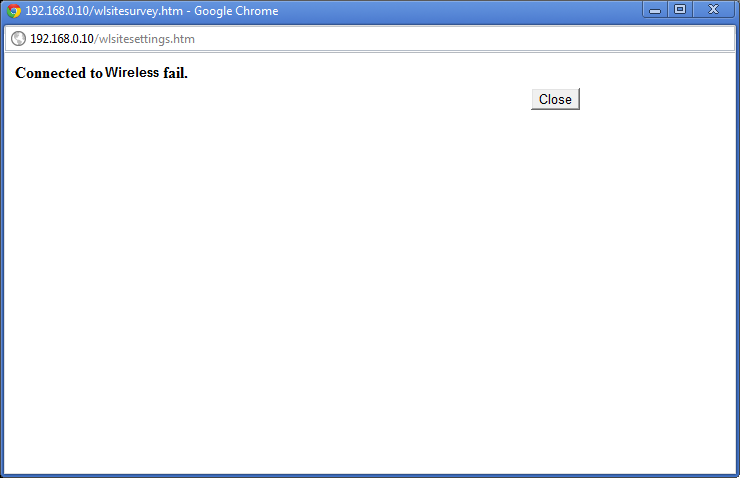 192.168.0.10/wlsitesurvey.htm - Google Chrome
192.168.0.10/wlsitesettings.htm
Connected to Wireless fail.
Close